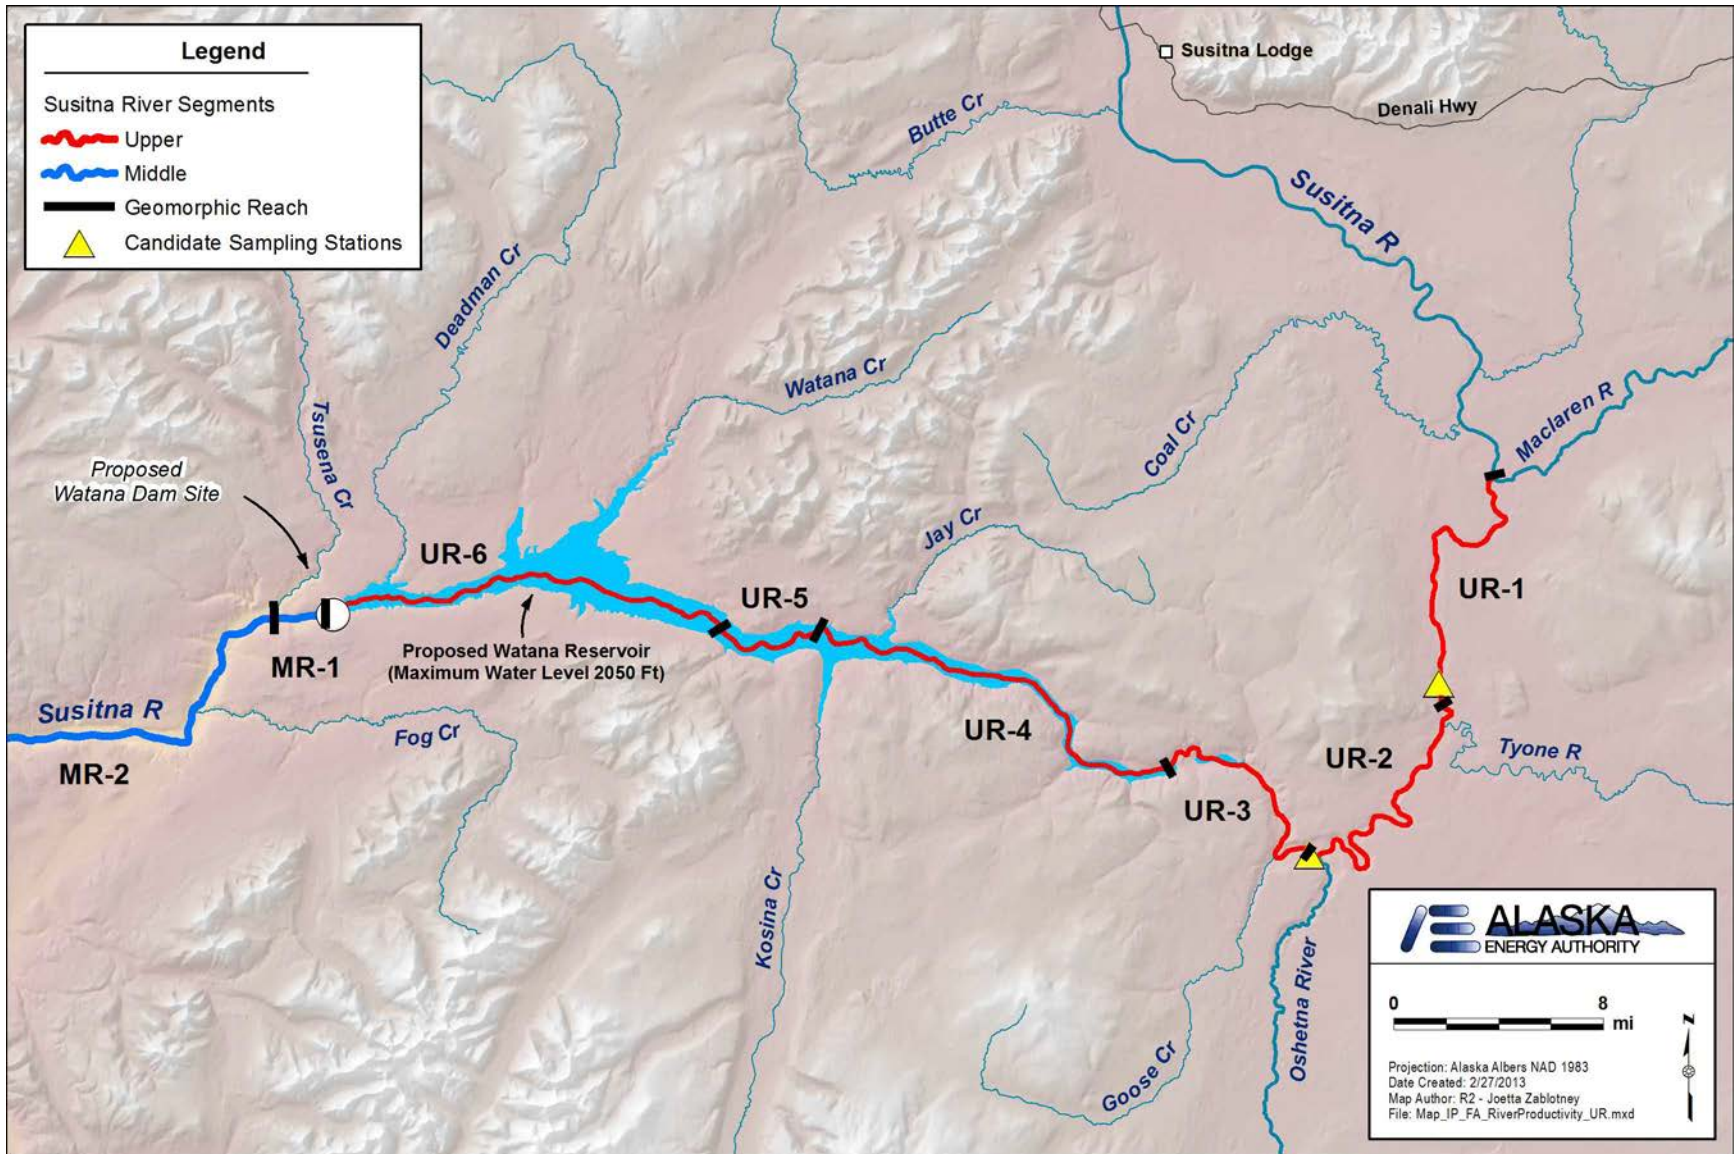 Legend
Susitna River Segments
Upper
Middle
Geomorphic Reach
Candidate Sampling Stations
Susitna Lodge
Denali Hwy
Butte Cr
Susitna R
Deadman Cr
Watana Cr
Tsusena Cr
Coal Cr
Maclaren R
Proposed
Watana Dam Site
Jay Cr
UR-6
UR-5
UR-1
Proposed Watana Reservoir
(Maximum Water Level 2050 Ft)
MR-1
Susitna R
Fog Cr
MR-2
UR-4
UR-2
Tyone R
UR-3
Kosina Cr
Oshetna River
Goose Cr
ALASKA
ENERGY AUTHORITY
0 8
mi
N
Projection: Alaska Albers NAD 1983
Date Created: 2/27/2013
Map Author: R2 - Joetta Zablotney
File: Map_IP_FA_RiverProductivity_UR.mxd